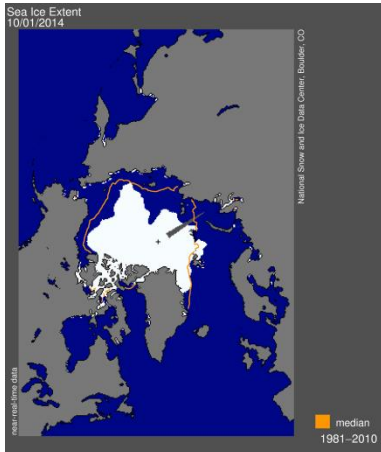 Sea Ice Extent
10/01/2014
National Snow and Ice Data Center, Boulder, CO
near-real-time data
median
1981–2010